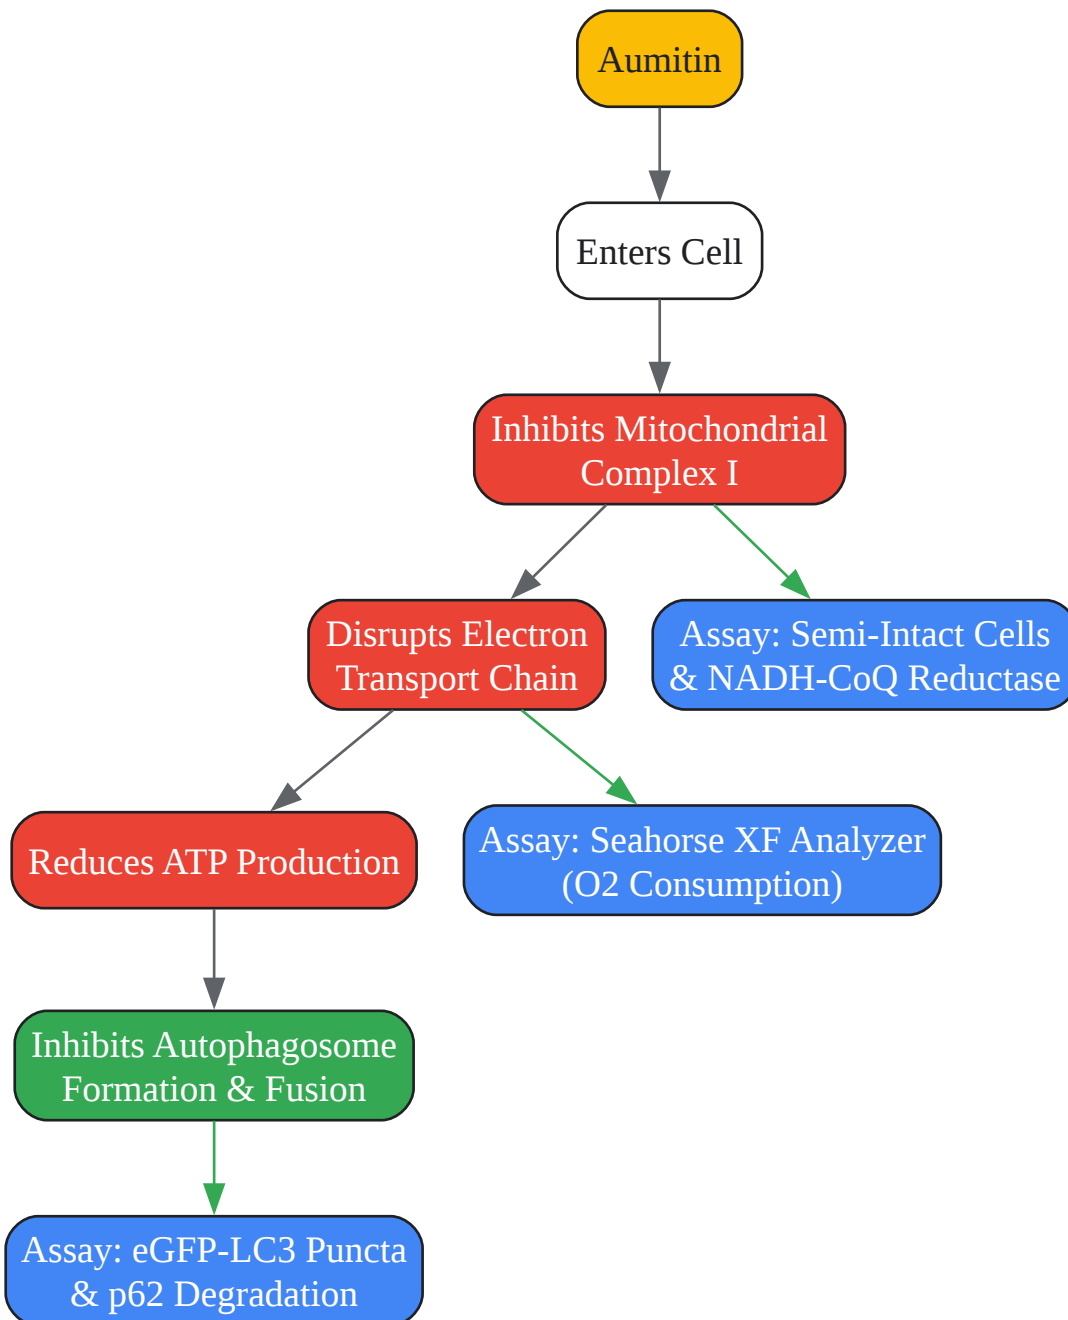 Aumitin
Enters Cell
Inhibits Mitochondrial
Complex I
Disrupts Electron
Transport Chain
Assay: Semi-Intact Cells
& NADH-CoQ Reductase
Reduces ATP Production
Assay: Seahorse XF Analyzer
(O2 Consumption)
Inhibits Autophagosome
Formation & Fusion
Assay: eGFP-LC3 Puncta
& p62 Degradation